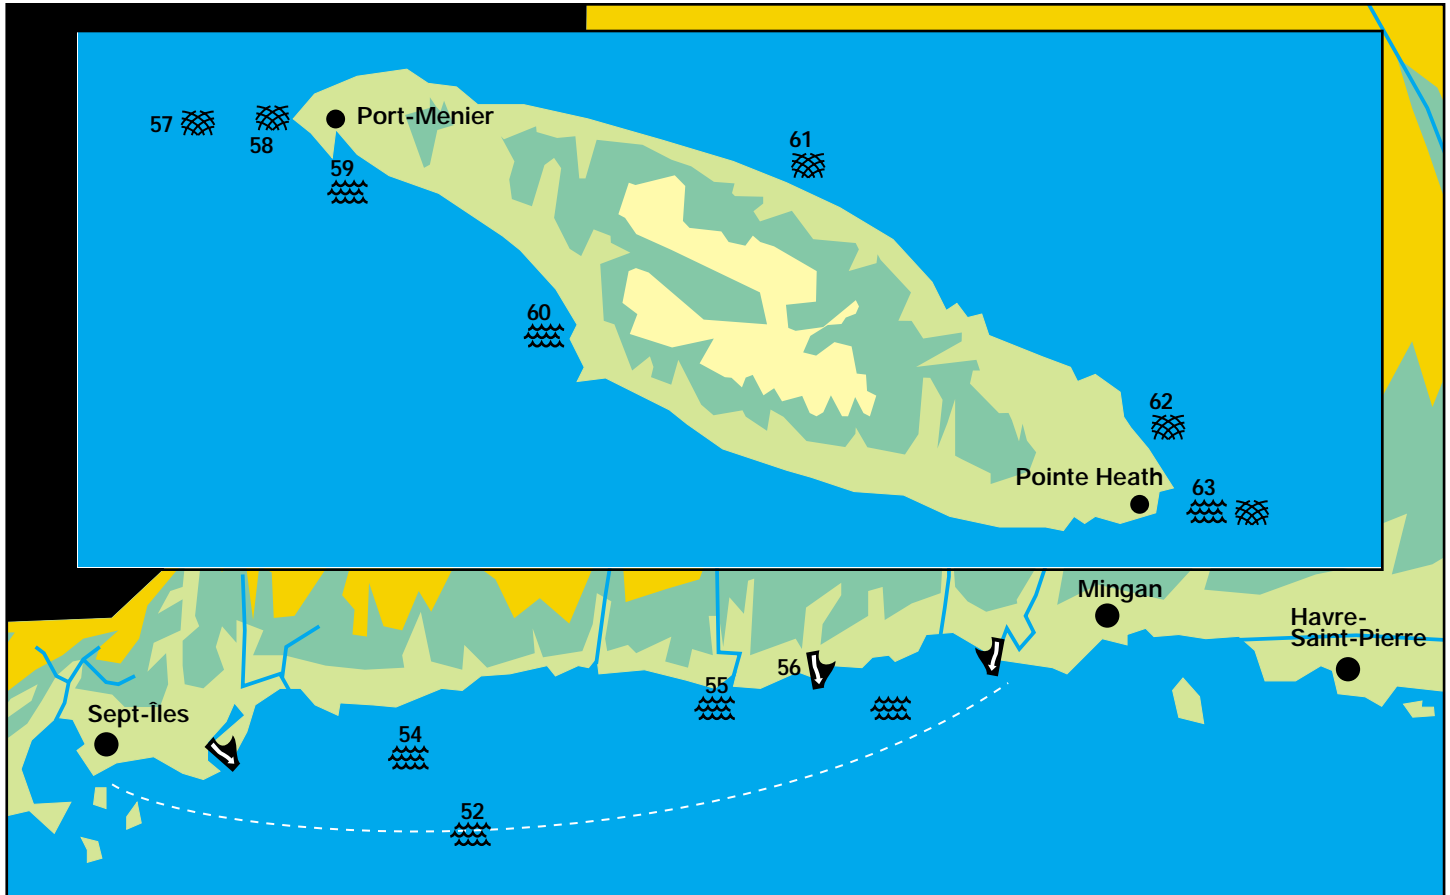 57
58
Port-Menier
59
61
60
62
Pointe Heath
63
Mingan
Havre-
Saint-Pierre
56
55
Sept-Îles
54
52